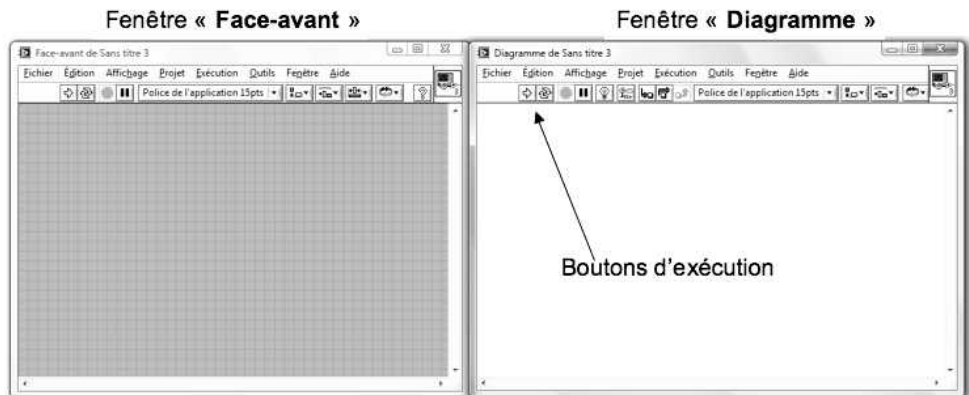 Fenêtre « Face-avant »
Fenêtre « Diagramme »
Face-avant de Sans titre 3
Fichier Édition Affichage Projet Exécution Outils Fenêtre Aide
Police de l'application 15pts
Diagramme de Sans titre 3
Fichier Édition Affichage Projet Exécution Outils Fenêtre Aide
Police de l'application 15pts
Boutons d'exécution